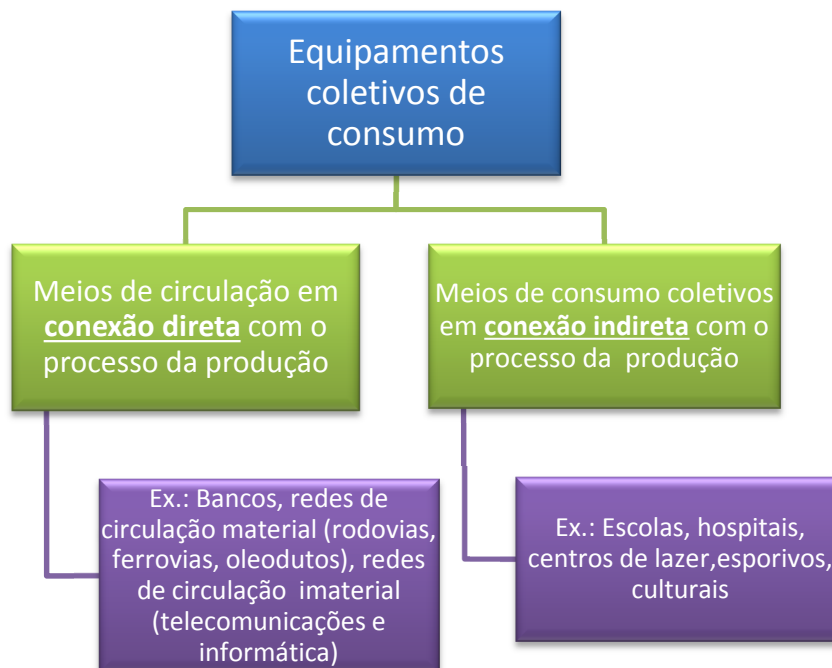 Equipamentos
coletivos de
consumo
Meios de circulação em
conexão direta com o
processo da produção
Meios de consumo coletivos
em conexão indireta com o
processo da produção
Ex.: Bancos, redes de
circulação material (rodovias,
ferrovias, oleodutos), redes
de circulação imaterial
(telecomunicações e
informática)
Ex.: Escolas, hospitais,
centros de lazer,esporivos,
culturais